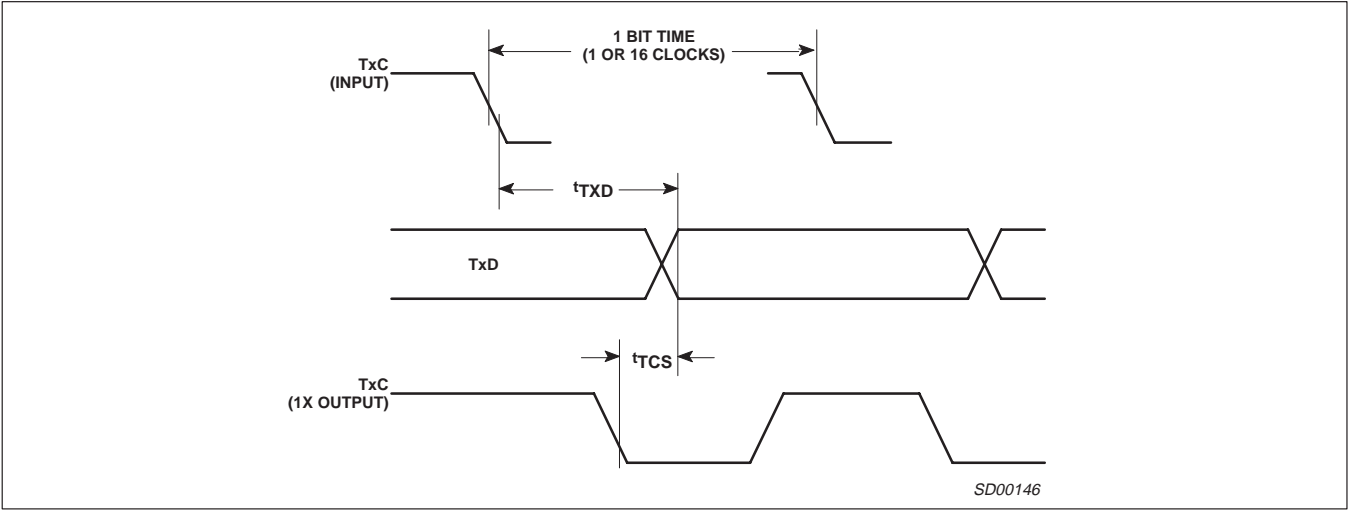 1 BIT TIME
(1 OR 16 CLOCKS)
TxC
(INPUT)
tTXD
TxD
tTCS
TxC
(1X OUTPUT)
SD00146